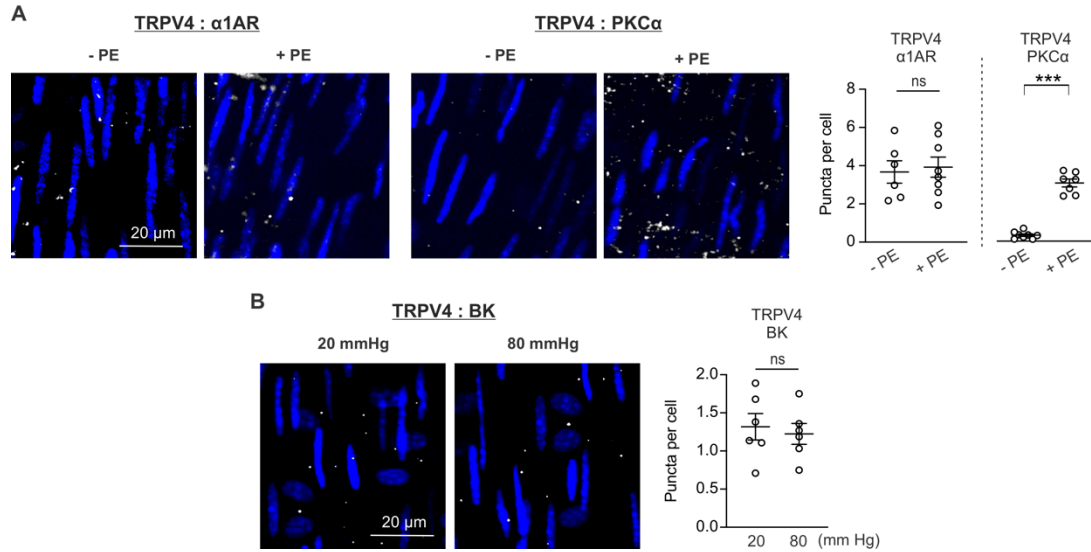 A
TRPV4 : α1AR
TRPV4 : PKCα
- PE
+ PE
- PE
+ PE
20 µm
TRPV4
α1AR
TRPV4
PKCα
ns
***
Puncta per cell
8
6
4
2
0
- PE
+ PE
- PE
+ PE
B
TRPV4 : BK
20 mmHg
80 mmHg
20 µm
TRPV4
BK
ns
Puncta per cell
2.0
1.5
1.0
0.5
0.0
20 80 (mm Hg)